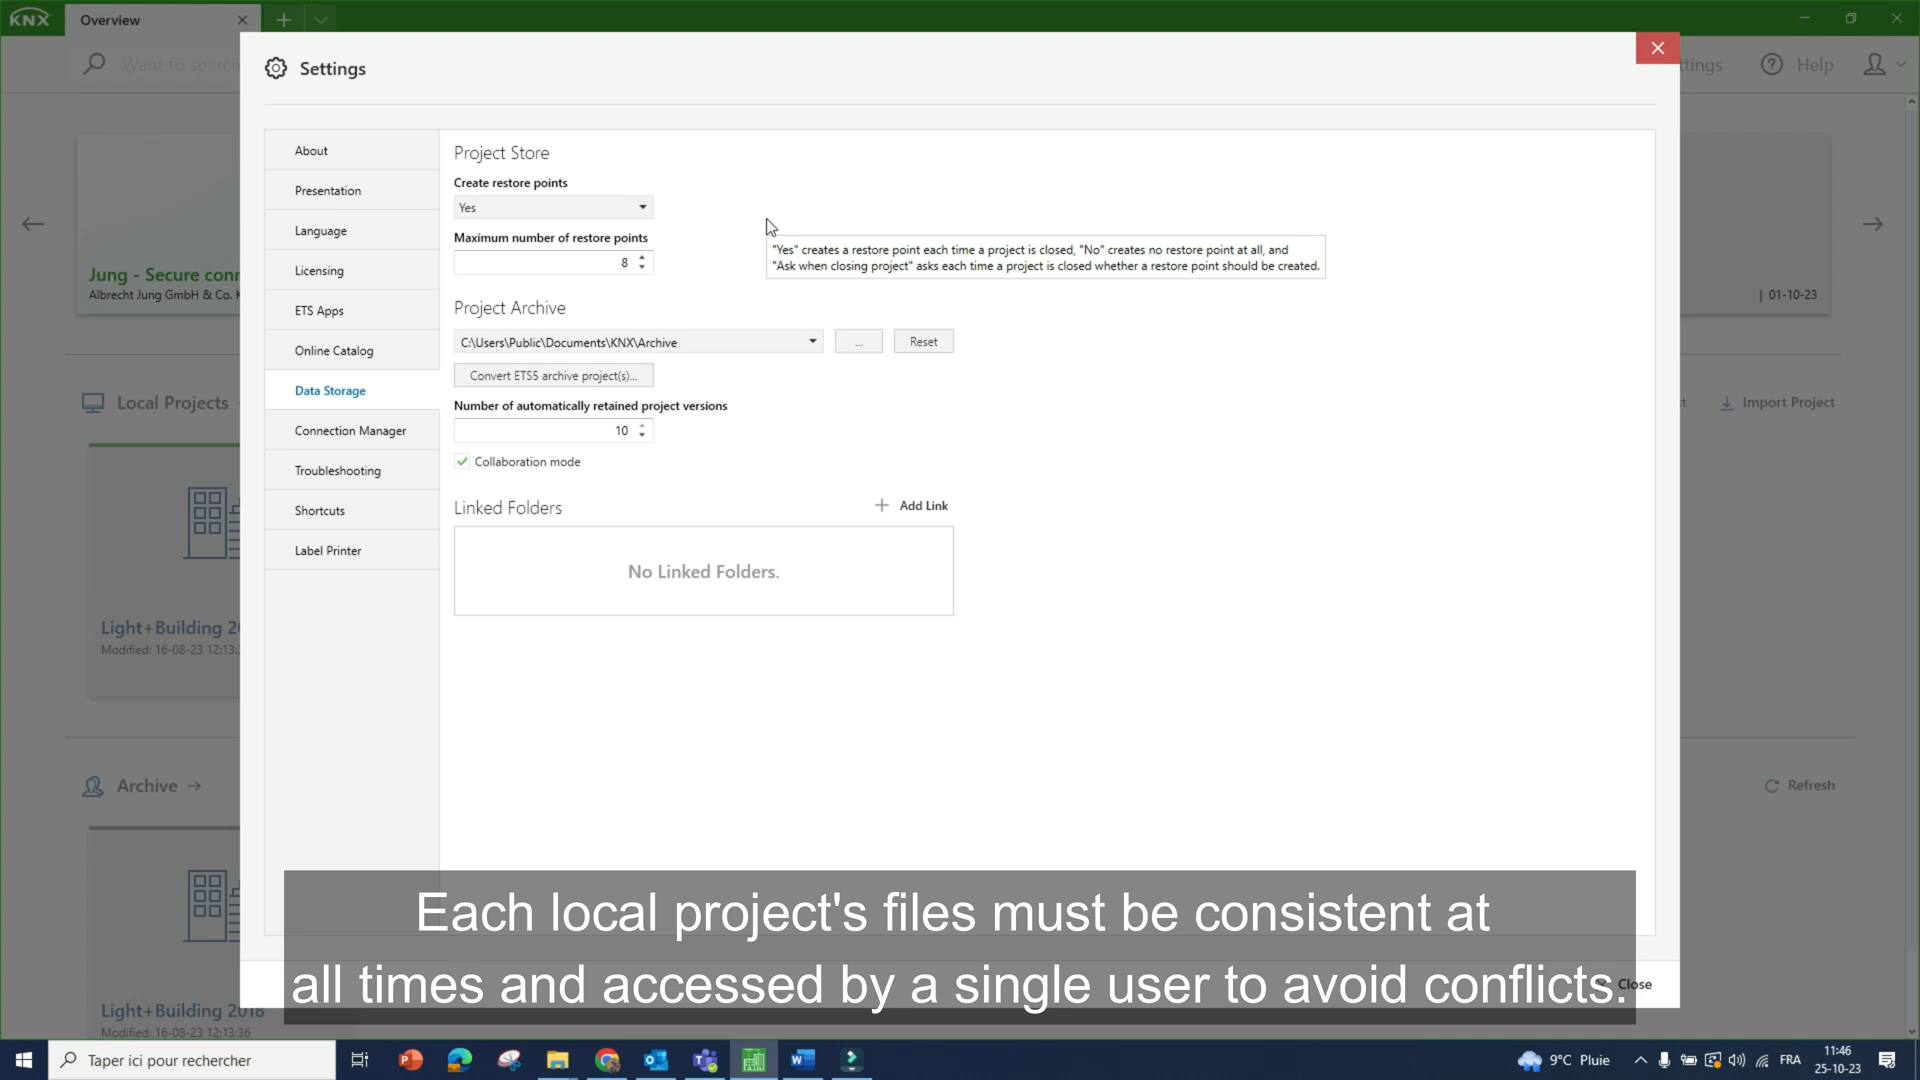 KNX
Overview
Want to search
Settings
ttings
Help
About
Presentation
Language
Licensing
ETS Apps
Online Catalog
Data Storage
Connection Manager
Troubleshooting
Shortcuts
Label Printer
Project Store
Create restore points
Yes
Maximum number of restore points
8
"Yes" creates a restore point each time a project is closed, "No" creates no restore point at all, and
"Ask when closing project" asks each time a project is closed whether a restore point should be created.
Project Archive
C:\Users\Public\Documents\KNX\Archive
...
Reset
Convert ETS5 archive project(s)...
Number of automatically retained project versions
10
Collaboration mode
Linked Folders
Add Link
No Linked Folders.
Jung - Secure conn
Albrecht Jung GmbH & Co. K
| 01-10-23
Local Projects
Import Project
Light+Building 2
Modified: 16-08-23 12:13:
Archive
Refresh
Light+Building 2018
Modified: 16-08-23 12:13:36
Close
Each local project's files must be consistent at
all times and accessed by a single user to avoid conflicts.
Taper ici pour rechercher
9°C Pluie
FRA
11:46
25-10-23